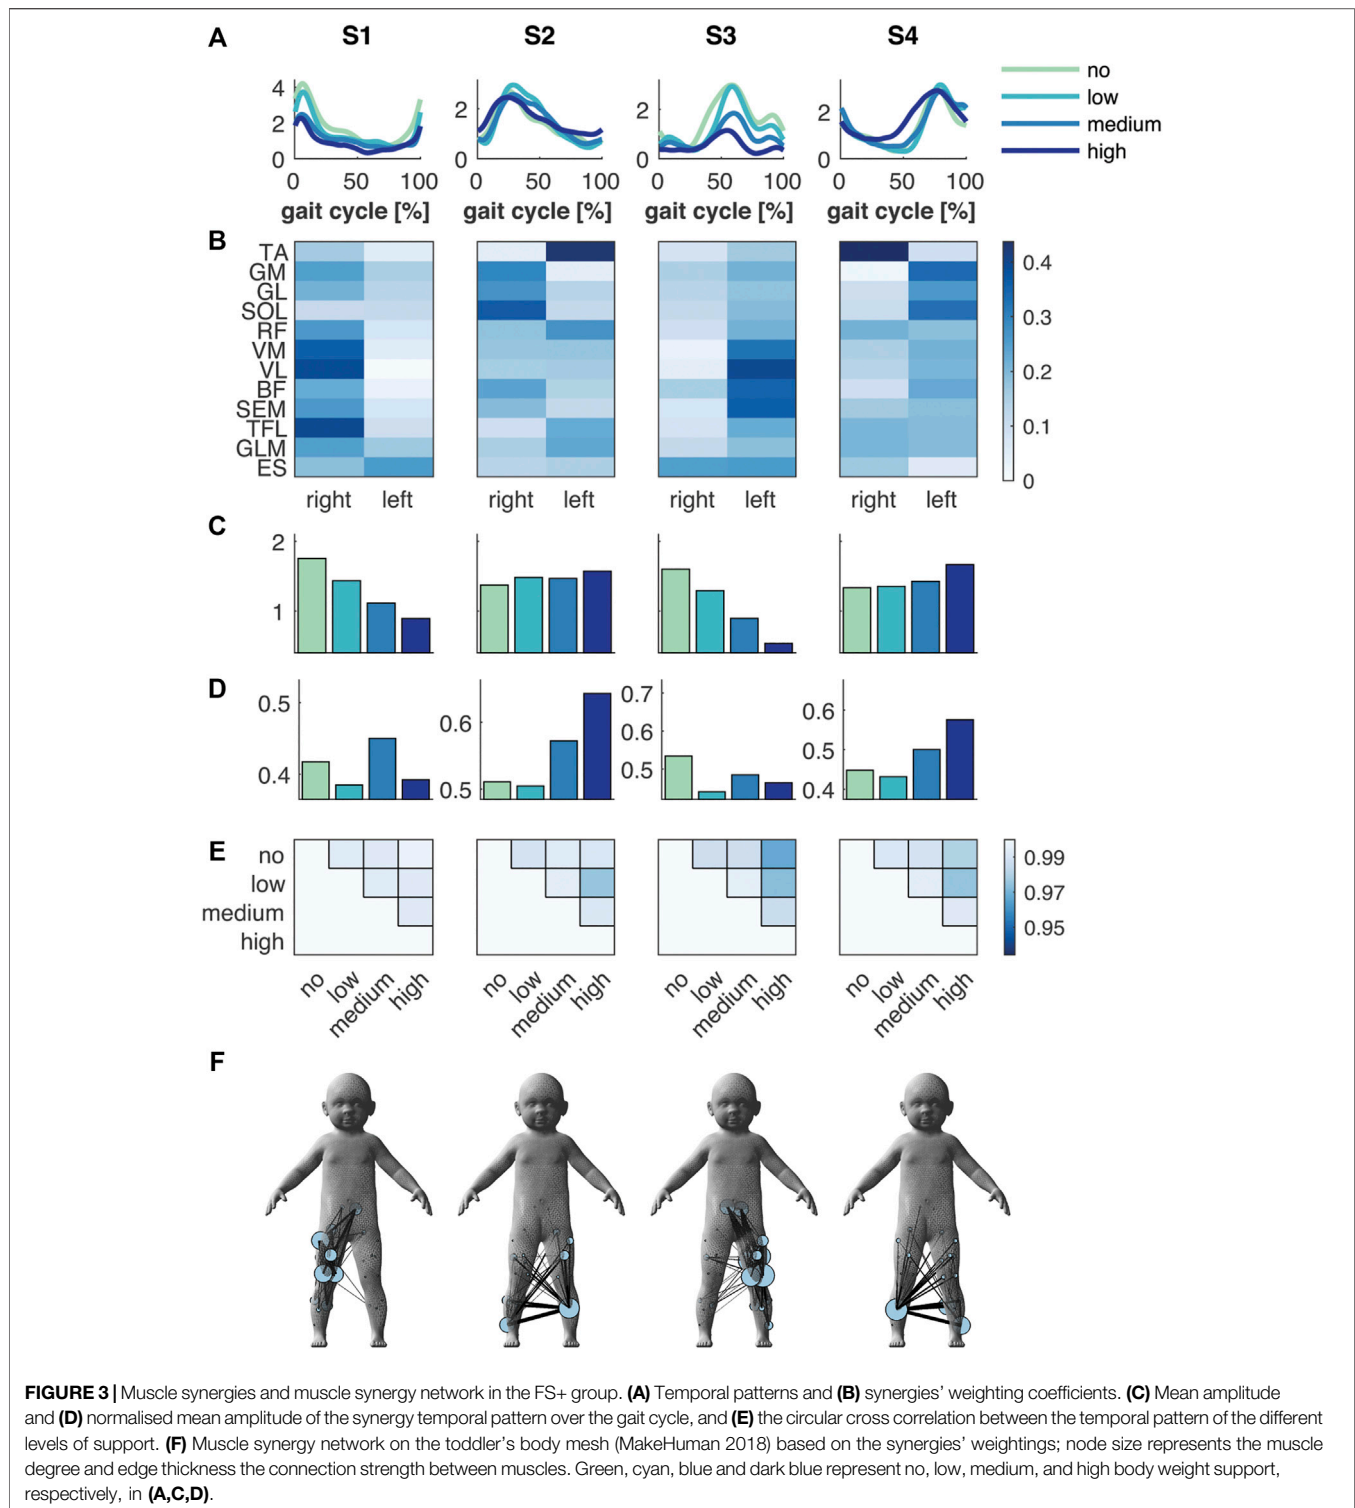 A S1 S2 S3 S4
no
low
medium
high
4 2 0
2 0
2 0
2 0
0 50 100 0 50 100 0 50 100 0 50 100
gait cycle [%] gait cycle [%] gait cycle [%] gait cycle [%]
B
TA
GM
GL
SOL
RF
VM
VL
BF
SEM
TFL
GLM
ES
0.4
0.3
0.2
0.1
0
right left right left right left right left
C
2
1
D
0.5
0.4
0.6
0.5
0.7
0.6
0.5
0.6
0.5
0.4
E
no
low
medium
high
0.99
0.97
0.95
no low medium high no low medium high no low medium high no low medium high
F
FIGURE 3 | Muscle synergies and muscle synergy network in the FS+ group. (A) Temporal patterns and (B) synergies’ weighting coefficients. (C) Mean amplitude
and (D) normalised mean amplitude of the synergy temporal pattern over the gait cycle, and (E) the circular cross correlation between the temporal pattern of the different
levels of support. (F) Muscle synergy network on the toddler’s body mesh (MakeHuman 2018) based on the synergies’ weightings; node size represents the muscle
degree and edge thickness the connection strength between muscles. Green, cyan, blue and dark blue represent no, low, medium, and high body weight support,
respectively, in (A,C,D).